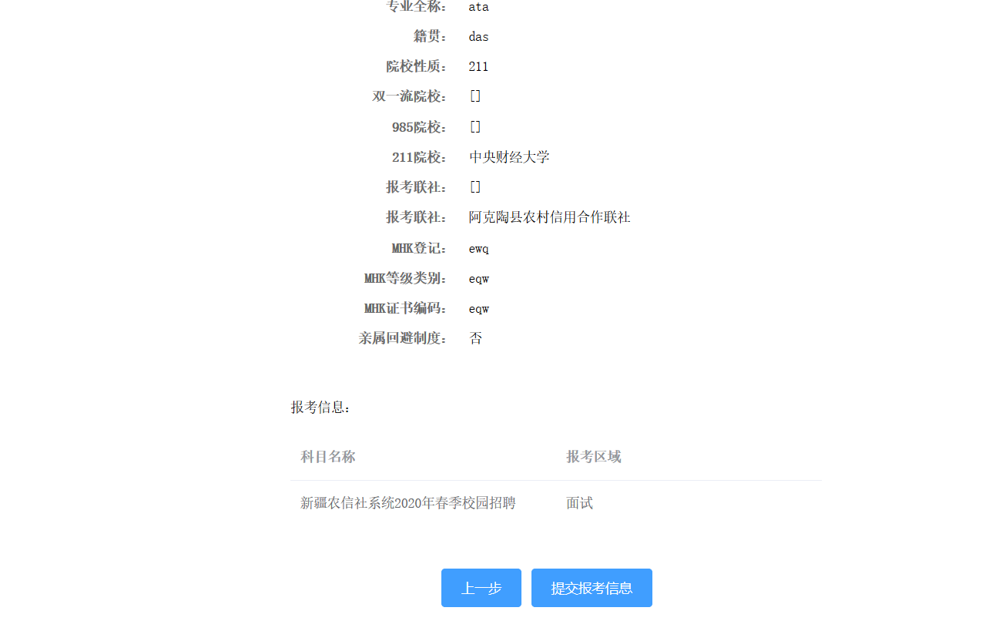 专业全称： ata
籍贯： das
院校性质： 211
双一流院校： []
985院校： []
211院校： 中央财经大学
报考联社： []
报考联社： 阿克陶县农村信用合作联社
MHK登记： ewq
MHK等级类别： eqw
MHK证书编码： eqw
亲属回避制度： 否
报考信息：
科目名称 报考区域
新疆农信社系统2020年春季校园招聘 面试
上一步 提交报考信息